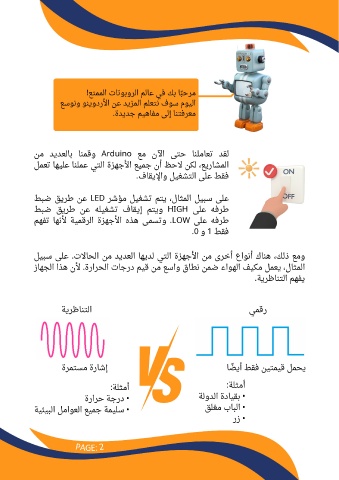 مرحبًا بك في عالم الروبوتات الممتع!
اليوم سوف نتعلم المزيد عن الأردوينو ونوسع
معرفتنا إلى مفاهيم جديدة.
لقد تعاملنا حتى الآن مع Arduino وقمنا بالعديد من
المشاريع، لكن لاحظ أن جميع الأجهزة التي عملنا عليها تعمل
فقط على التشغيل والإيقاف.
ON
OFF
على سبيل المثال، يتم تشغيل مؤشر LED عن طريق ضبط
طرفه على HIGH ويتم إيقاف تشغيله عن طريق ضبط
طرفه على LOW. وتسمى هذه الأجهزة الرقمية لأنها تفهم
فقط 1 و 0.
ومع ذلك، هناك أنواع أخرى من الأجهزة التي لديها العديد من الحالات. على سبيل
المثال، يعمل مكيف الهواء ضمن نطاق واسع من قيم درجات الحرارة. لأن هذا الجهاز
يفهم التناظرية.
رقمي
يحمل قيمتين فقط أيضًا
أمثلة:
• بقيادة الدولة
• الباب مغلق
• زر
VS
التناظرية
إشارة مستمرة
أمثلة:
• درجة حرارة
• سليمة جميع العوامل البيئية
PAGE: 2